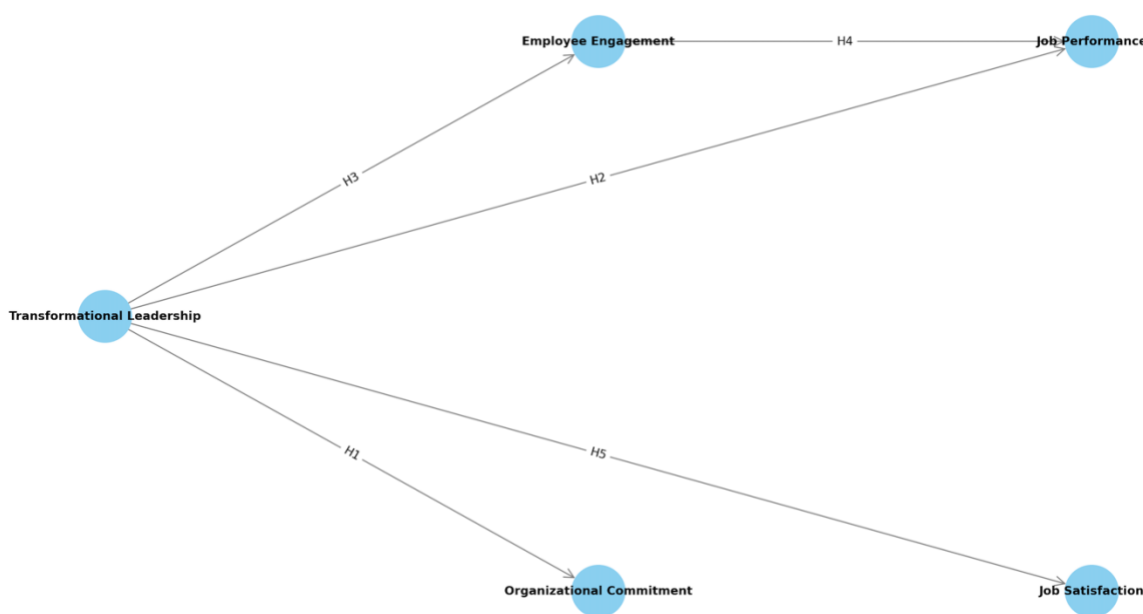 Employee Engagement
H4
Job Performance
H3
H2
Transformational Leadership
H1
H5
Organizational Commitment
Job Satisfaction